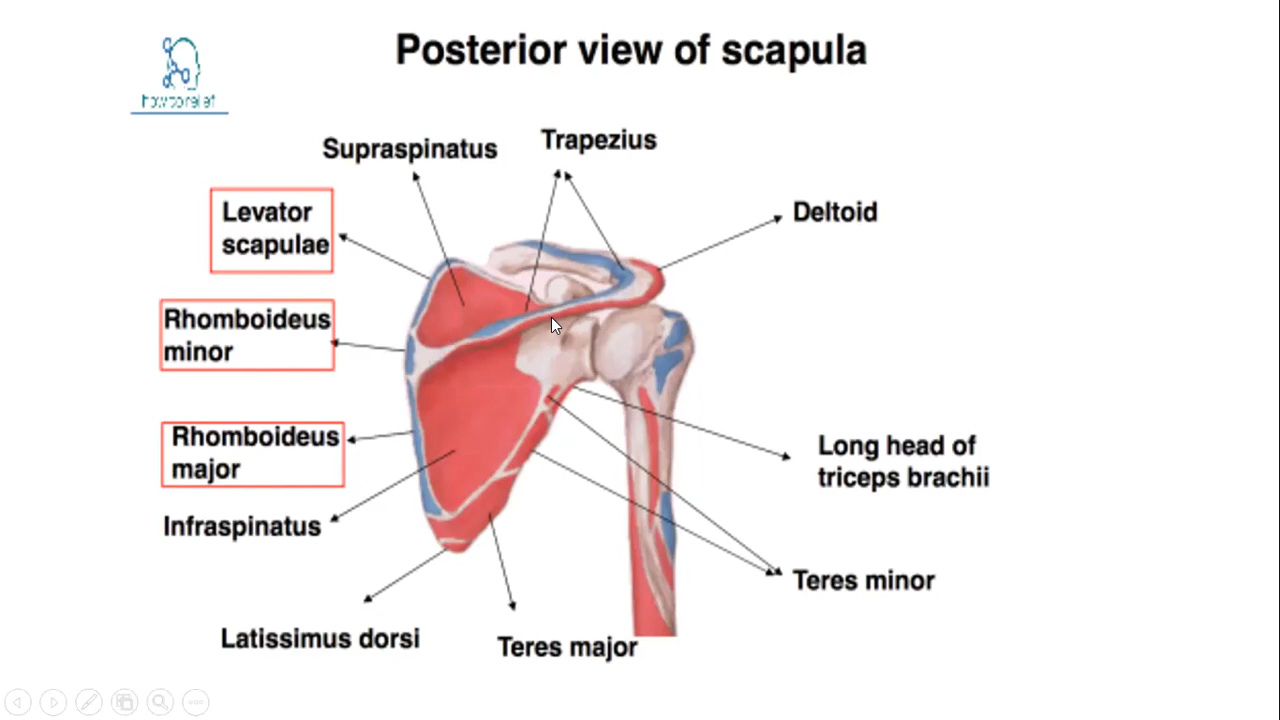 Posterior view of scapula
howtorelief
Supraspinatus
Trapezius
Levator
scapulae
Deltoid
Rhomboideus
minor
Rhomboideus
major
Long head of
triceps brachii
Infraspinatus
Teres minor
Latissimus dorsi
Teres major